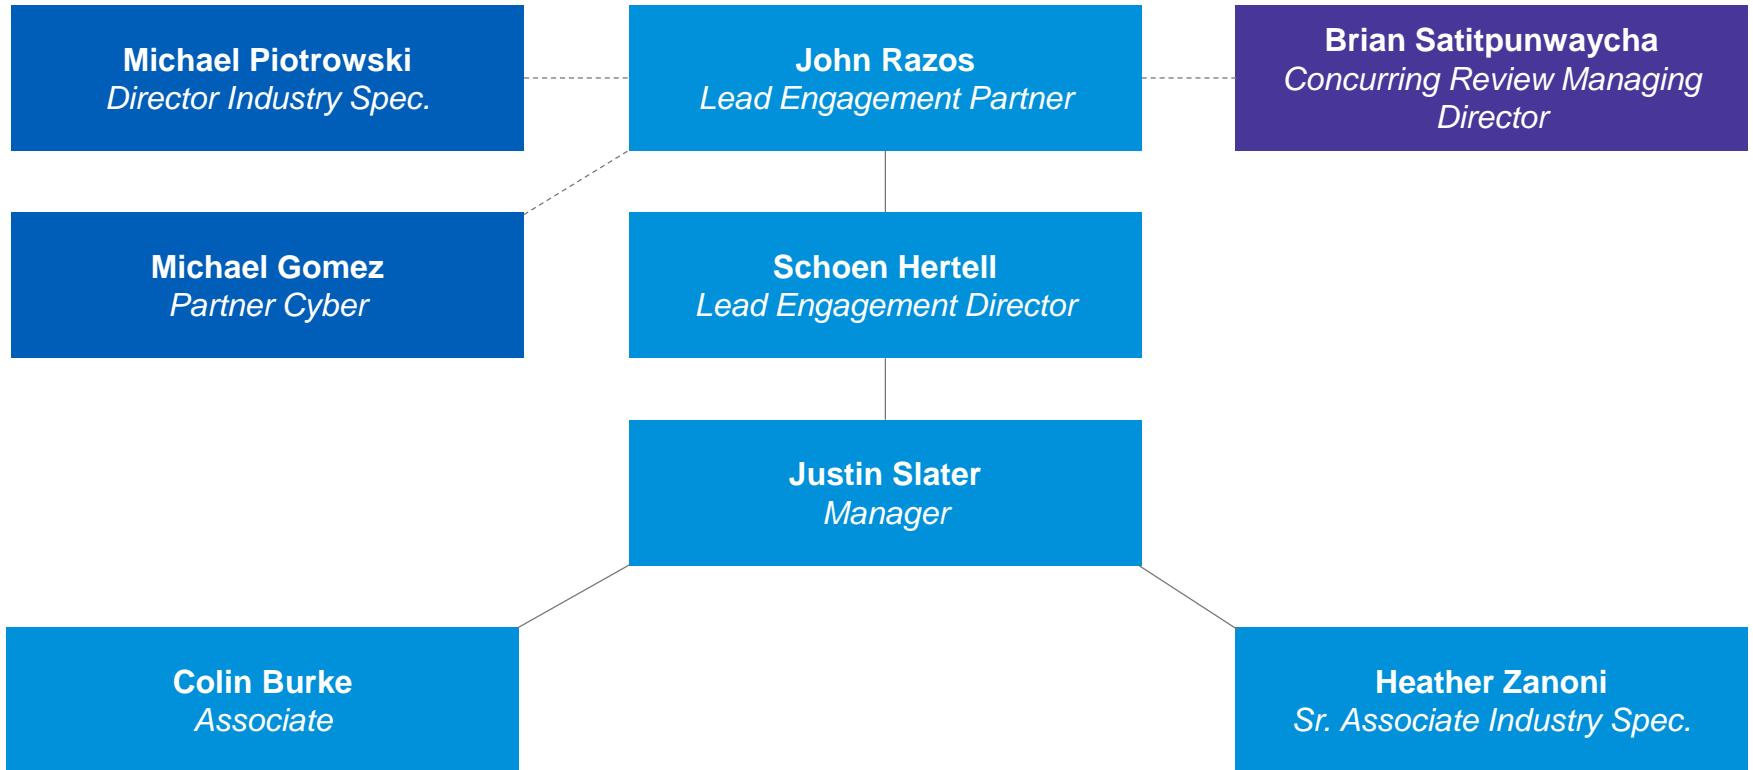 Michael Piotrowski
Director Industry Spec.
John Razos
Lead Engagement Partner
Brian Satitpunwaycha
Concurring Review Managing
Director
Michael Gomez
Partner Cyber
Schoen Hertell
Lead Engagement Director
Justin Slater
Manager
Colin Burke
Associate
Heather Zanoni
Sr. Associate Industry Spec.